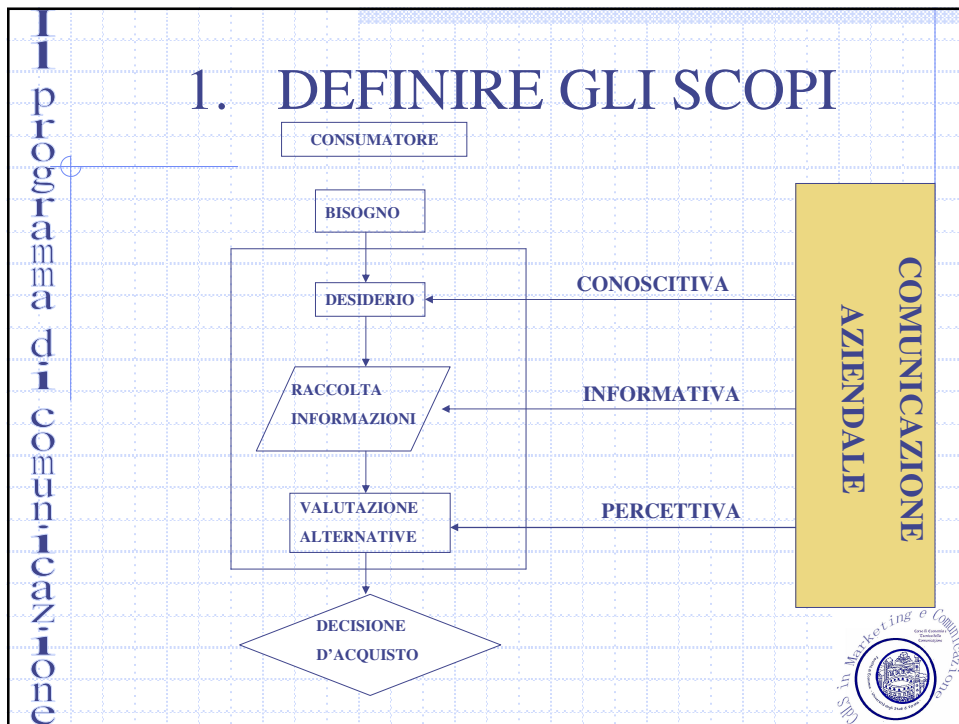 Il programma di comunicazione
1. DEFINIRE GLI SCOPI
CONSUMATORE
BISOGNO
DESIDERIO
CONOSCITIVA
RACCOLTA
INFORMAZIONI
INFORMATIVA
VALUTAZIONE
ALTERNATIVE
PERCETTIVA
DECISIONE
D’ACQUISTO
COMUNICAZIONE
AZIENDALE
CdLS in Marketing e Comunicazione